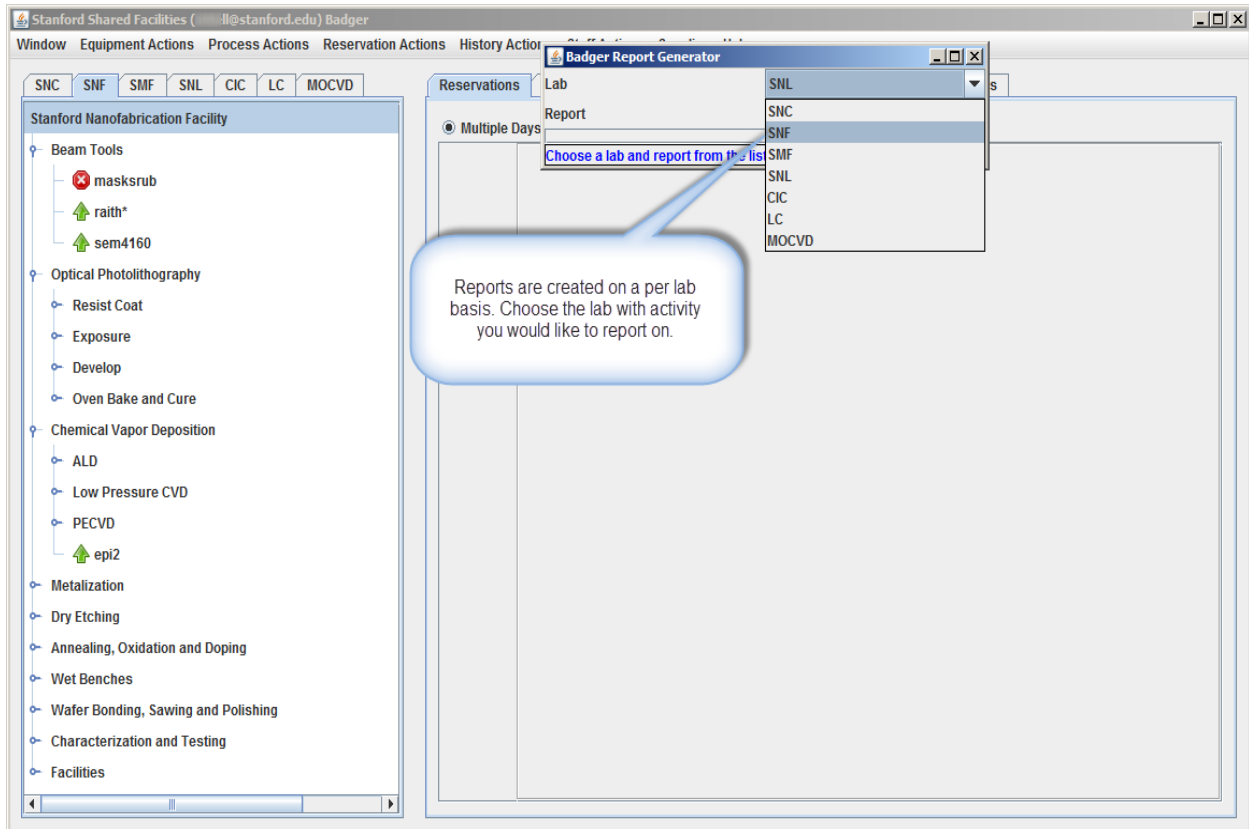 Stanford Shared Facilities ( ll@stanford.edu) Badger
Window Equipment Actions Process Actions Reservation Actions History Action
Badger Report Generator
SNC SNF SMF SNL CIC LC MOCVD
Reservations
s
Lab SNL
Report
SNC
SNF
SMF
SNL
CIC
LC
MOCVD
Choose a lab and report from the list
Multiple Days
Reports are created on a per lab
basis. Choose the lab with activity
you would like to report on.
Stanford Nanofabrication Facility
Beam Tools
masksrub
raith*
sem4160
Optical Photolithography
Resist Coat
Exposure
Develop
Oven Bake and Cure
Chemical Vapor Deposition
ALD
Low Pressure CVD
PECVD
epi2
Metalization
Dry Etching
Annealing, Oxidation and Doping
Wet Benches
Wafer Bonding, Sawing and Polishing
Characterization and Testing
Facilities